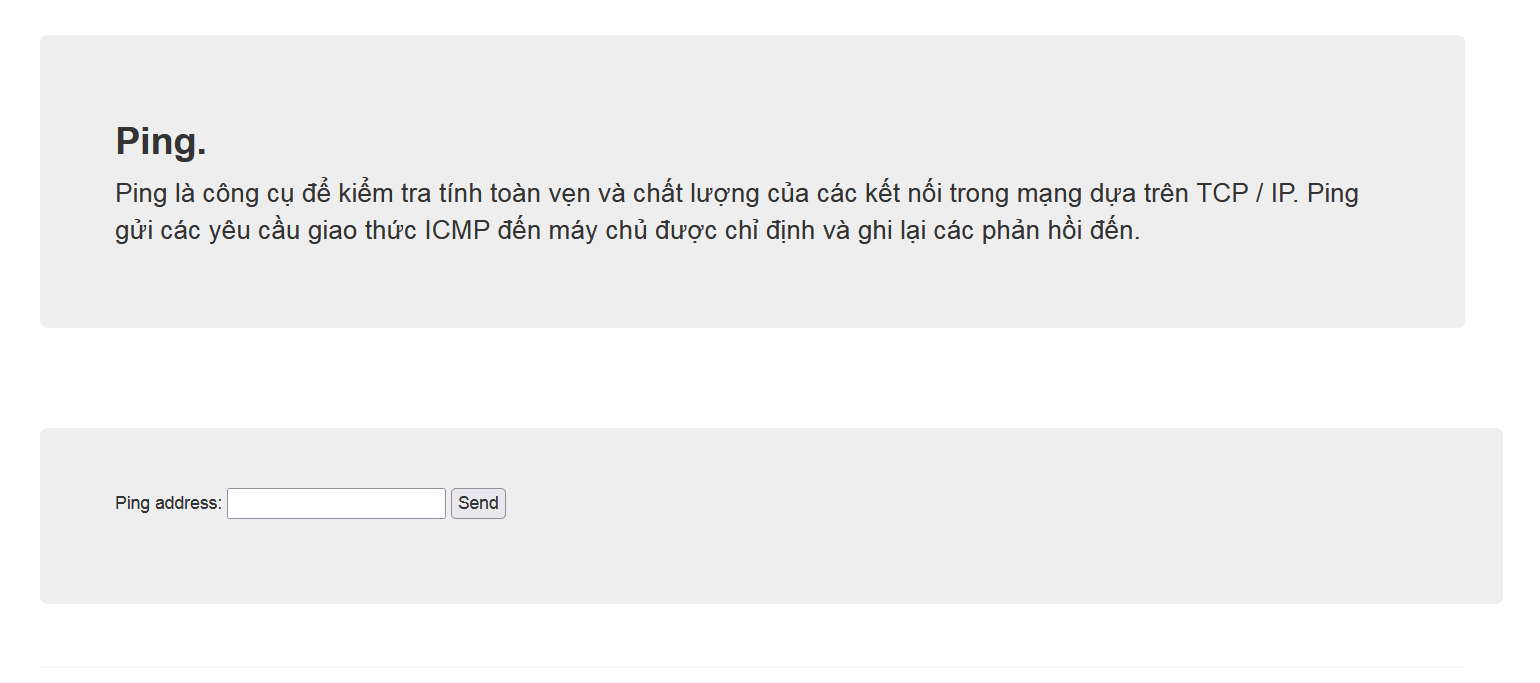 Ping.
Ping là công cụ để kiểm tra tính toàn vẹn và chất lượng của các kết nối trong mạng dựa trên TCP / IP. Ping
gửi các yêu cầu giao thức ICMP đến máy chủ được chỉ định và ghi lại các phản hồi đến.
Ping address: Send